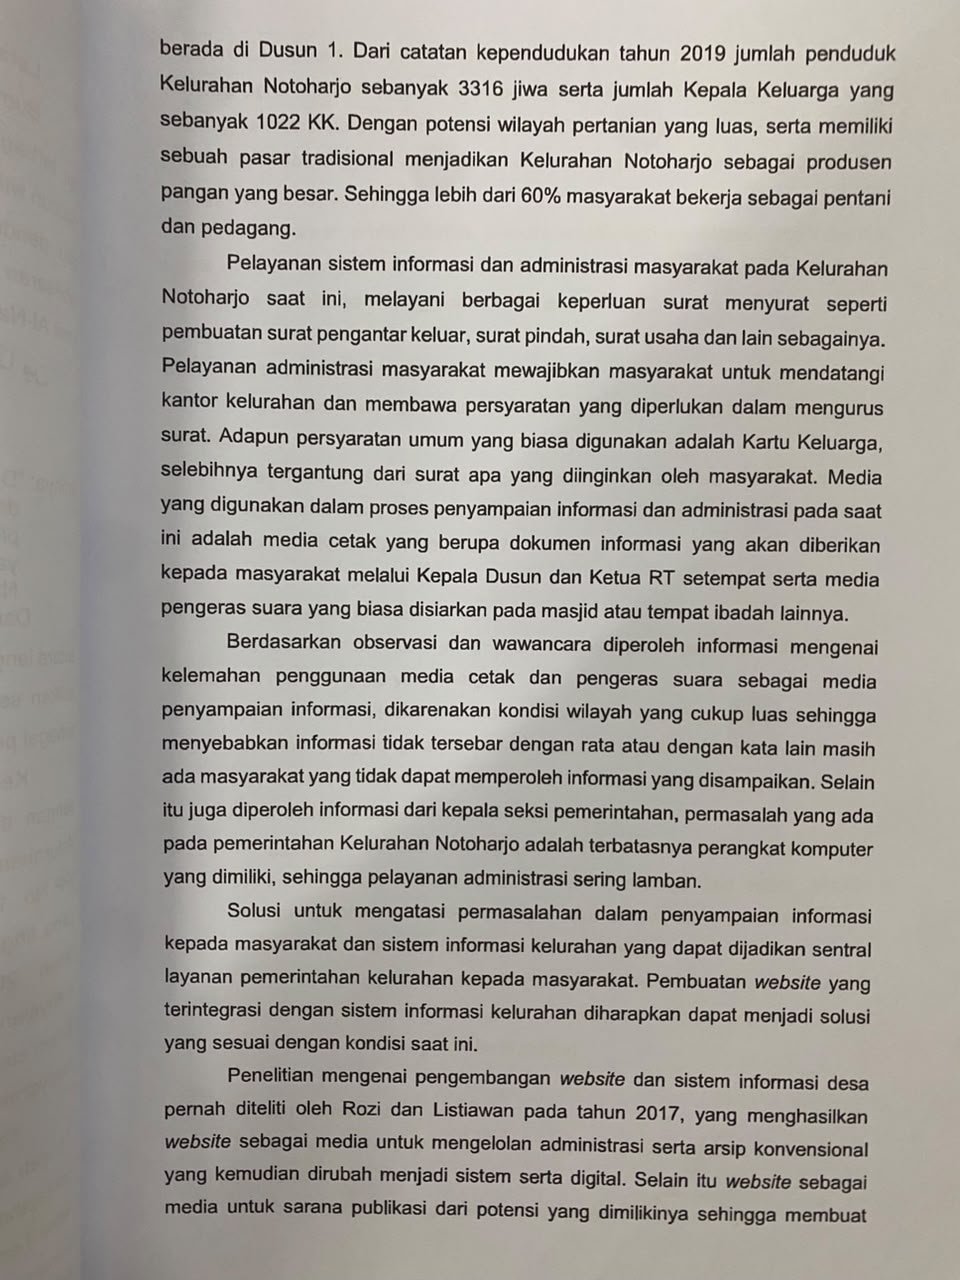 berada di Dusun 1. Dari catatan kependudukan tahun 2019 jumlah penduduk
Kelurahan Notoharjo sebanyak 3316 jiwa serta jumlah Kepala Keluarga yang
sebanyak 1022 KK. Dengan potensi wilayah pertanian yang luas, serta memiliki
sebuah pasar tradisional menjadikan Kelurahan Notoharjo sebagai produsen
pangan yang besar. Sehingga lebih dari 60% masyarakat bekerja sebagai pentani
dan pedagang.
Pelayanan sistem informasi dan administrasi masyarakat pada Kelurahan
Notoharjo saat ini, melayani berbagai keperluan surat menyurat seperti
pembuatan surat pengantar keluar, surat pindah, surat usaha dan lain sebagainya.
Pelayanan administrasi masyarakat mewajibkan masyarakat untuk mendatangi
kantor kelurahan dan membawa persyaratan yang diperlukan dalam mengurus
surat. Adapun persyaratan umum yang biasa digunakan adalah Kartu Keluarga,
selebihnya tergantung dari surat apa yang diinginkan oleh masyarakat. Media
yang digunakan dalam proses penyampaian informasi dan administrasi pada saat
ini adalah media cetak yang berupa dokumen informasi yang akan diberikan
kepada masyarakat melalui Kepala Dusun dan Ketua RT setempat serta media
pengeras suara yang biasa disiarkan pada masjid atau tempat ibadah lainnya.
Berdasarkan observasi dan wawancara diperoleh informasi mengenai
kelemahan penggunaan media cetak dan pengeras suara sebagai media
penyampaian informasi, dikarenakan kondisi wilayah yang cukup luas sehingga
menyebabkan informasi tidak tersebar dengan rata atau dengan kata lain masih
ada masyarakat yang tidak dapat memperoleh informasi yang disampaikan. Selain
itu juga diperoleh informasi dari kepala seksi pemerintahan, permasalah yang ada
pada pemerintahan Kelurahan Notoharjo adalah terbatasnya perangkat komputer
yang dimiliki, sehingga pelayanan administrasi sering lamban.
Solusi untuk mengatasi permasalahan dalam penyampaian informasi
kepada masyarakat dan sistem informasi kelurahan yang dapat dijadikan sentral
layanan pemerintahan kelurahan kepada masyarakat. Pembuatan website yang
terintegrasi dengan sistem informasi kelurahan diharapkan dapat menjadi solusi
yang sesuai dengan kondisi saat ini.
Penelitian mengenai pengembangan website dan sistem informasi desa
pernah diteliti oleh Rozi dan Listiawan pada tahun 2017, yang menghasilkan
website sebagai media untuk mengelolan administrasi serta arsip konvensional
yang kemudian dirubah menjadi sistem serta digital. Selain itu website sebagai
media untuk sarana publikasi dari potensi yang dimilikinya sehingga membuat